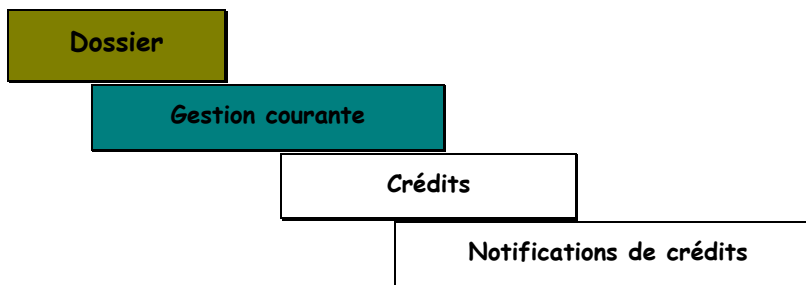 Dossier
Gestion courante
Crédits
Notifications de crédits